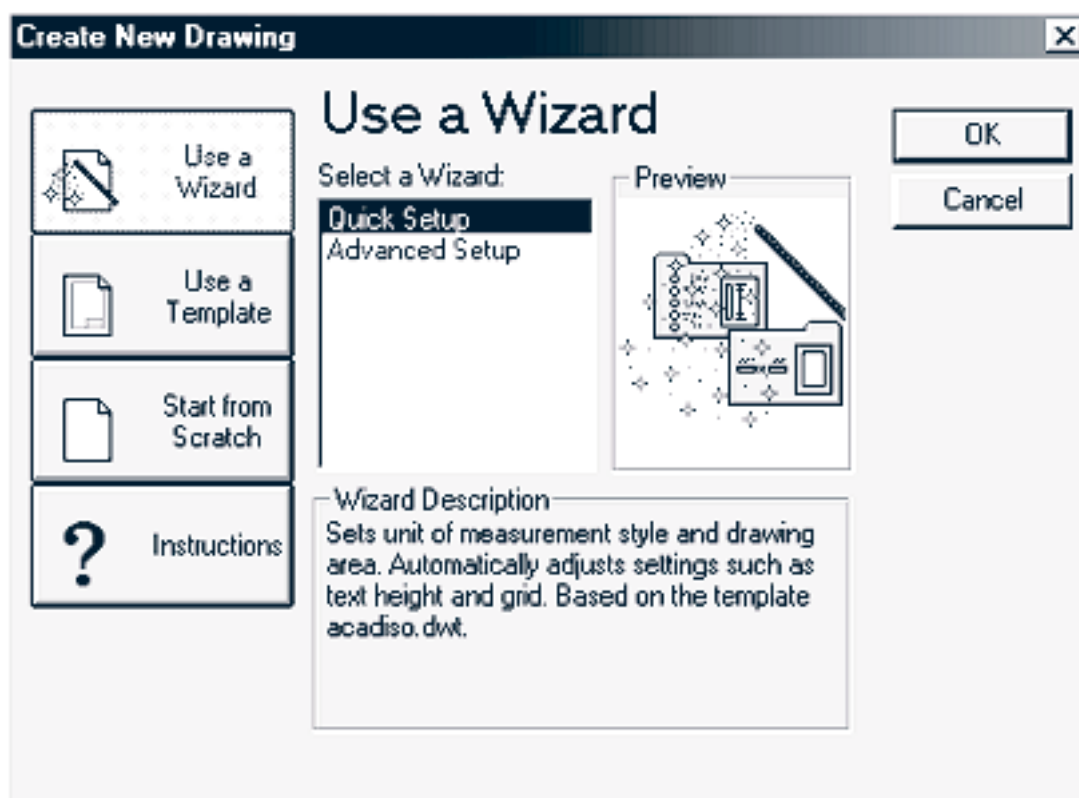 Create New Drawing
Use a
Wizard
Use a
Template
Start from
Scratch
?
Instructions
Use a Wizard
Select a Wizard:
Quick Setup
Advanced Setup
Preview
Wizard Description
Sets unit of measurement style and drawing
area. Automatically adjusts settings such as
text height and grid. Based on the template
acadiso.dwt.
OK
Cancel